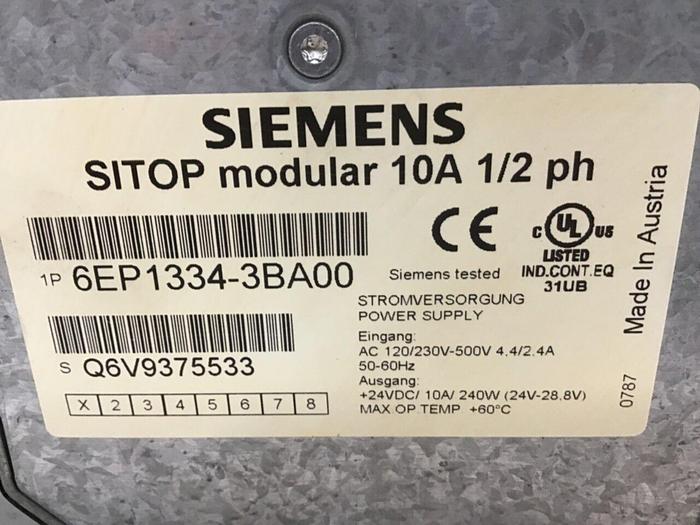 SIEMENS
SITOP modular 10A 1/2 ph
1P 6EP1334-3BA00
S Q6V9375533
X 2 3 4 5 6 7 8
CE
Siemens tested
C UL US
LISTED
IND.CONT.EQ
31UB
STROMVERSORGUNG
POWER SUPPLY
Eingang:
AC 120/230V-500V 4,4/2.4A
50-60Hz
Ausgang:
+24VDC/ 10A/ 240W (24V-28.8V)
MAX.OP.TEMP +60°C
Made In Austria
0787